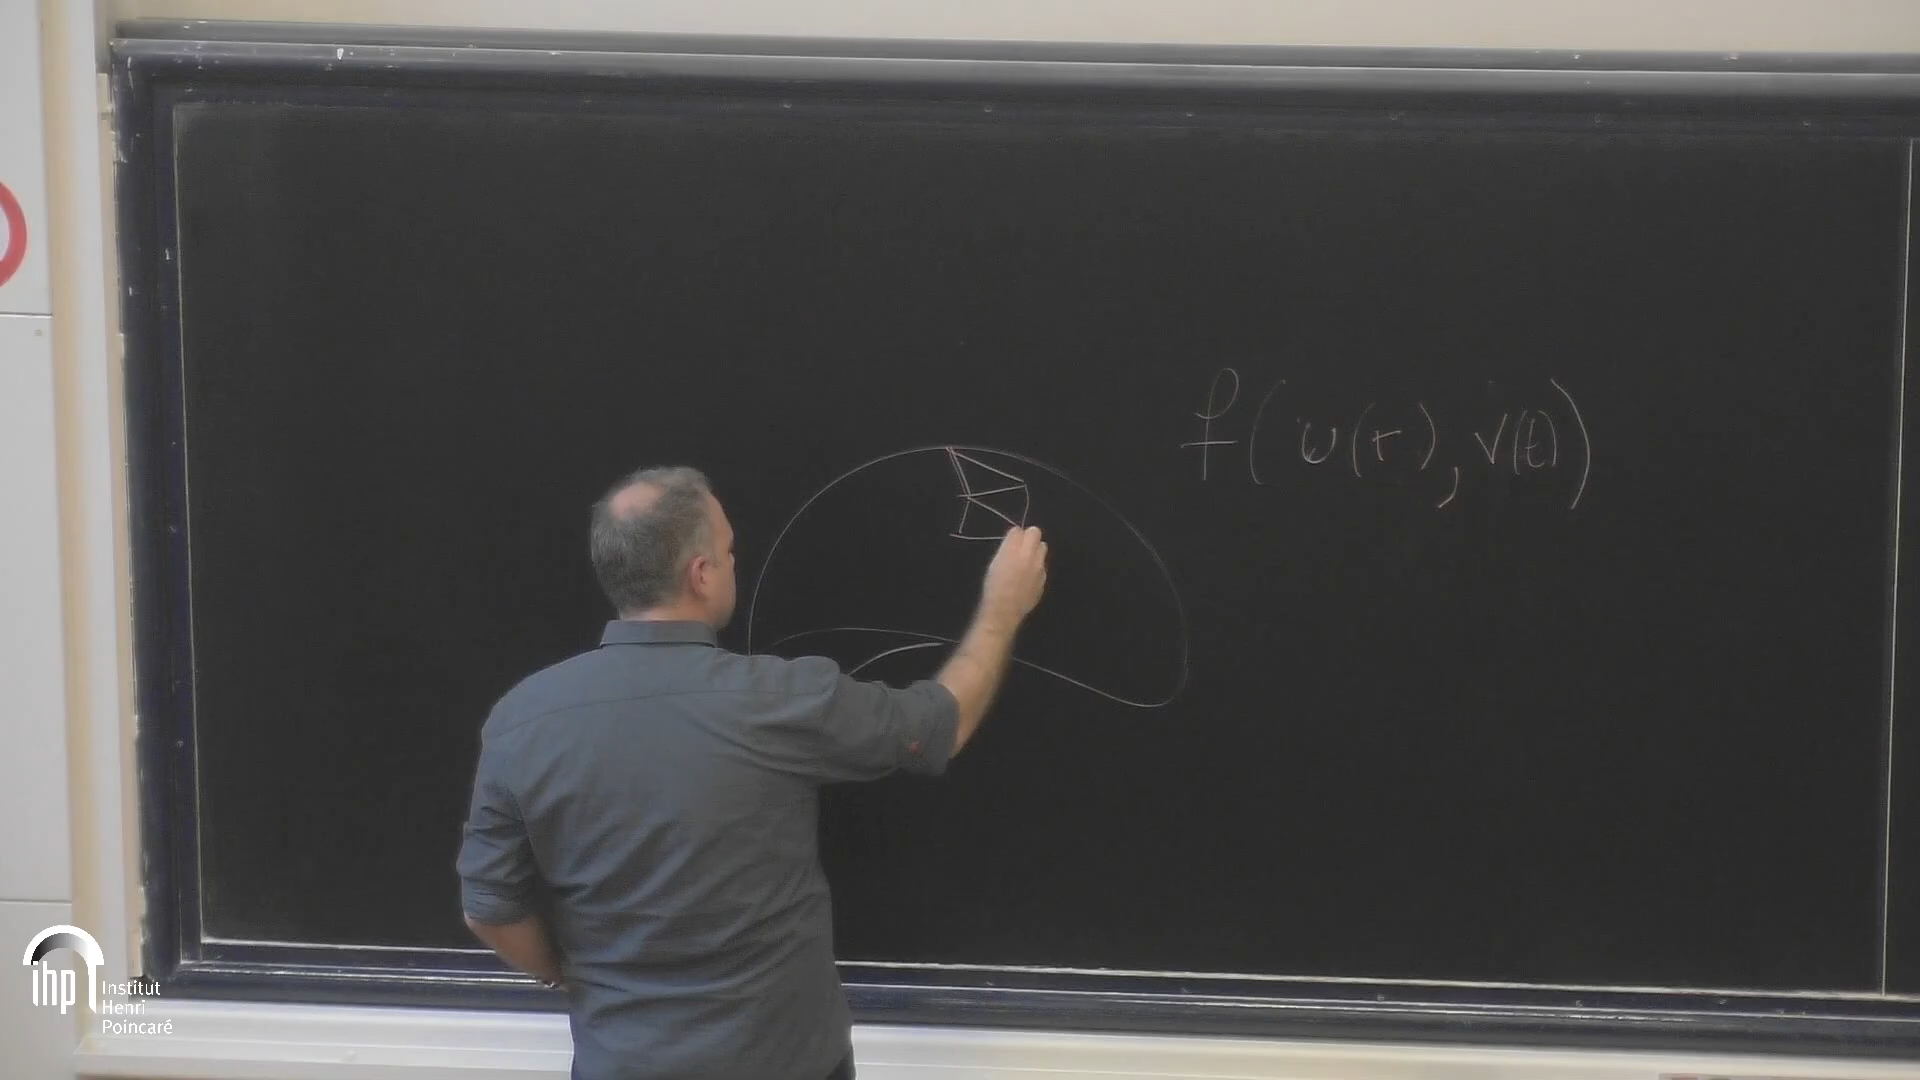 f(u(t), v(t))
ihp
Institut
Henri
Poincaré